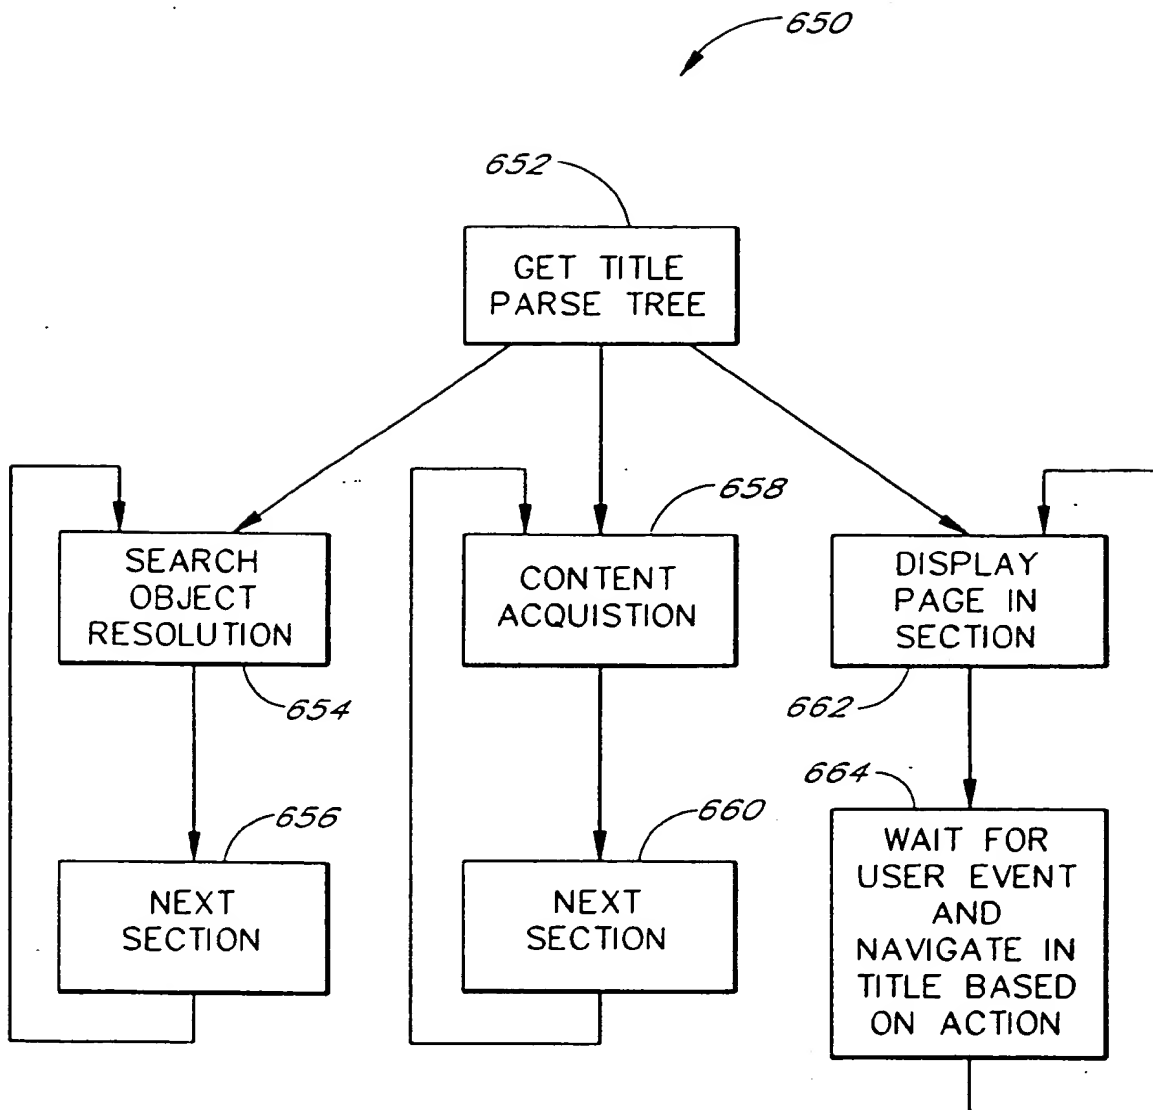 650
652
GET TITLE
PARSE TREE
658
SEARCH
OBJECT
RESOLUTION
654
CONTENT
ACQUISTION
DISPLAY
PAGE IN
SECTION
662
656
NEXT
SECTION
660
NEXT
SECTION
664
WAIT FOR
USER EVENT
AND
NAVIGATE IN
TITLE BASED
ON ACTION